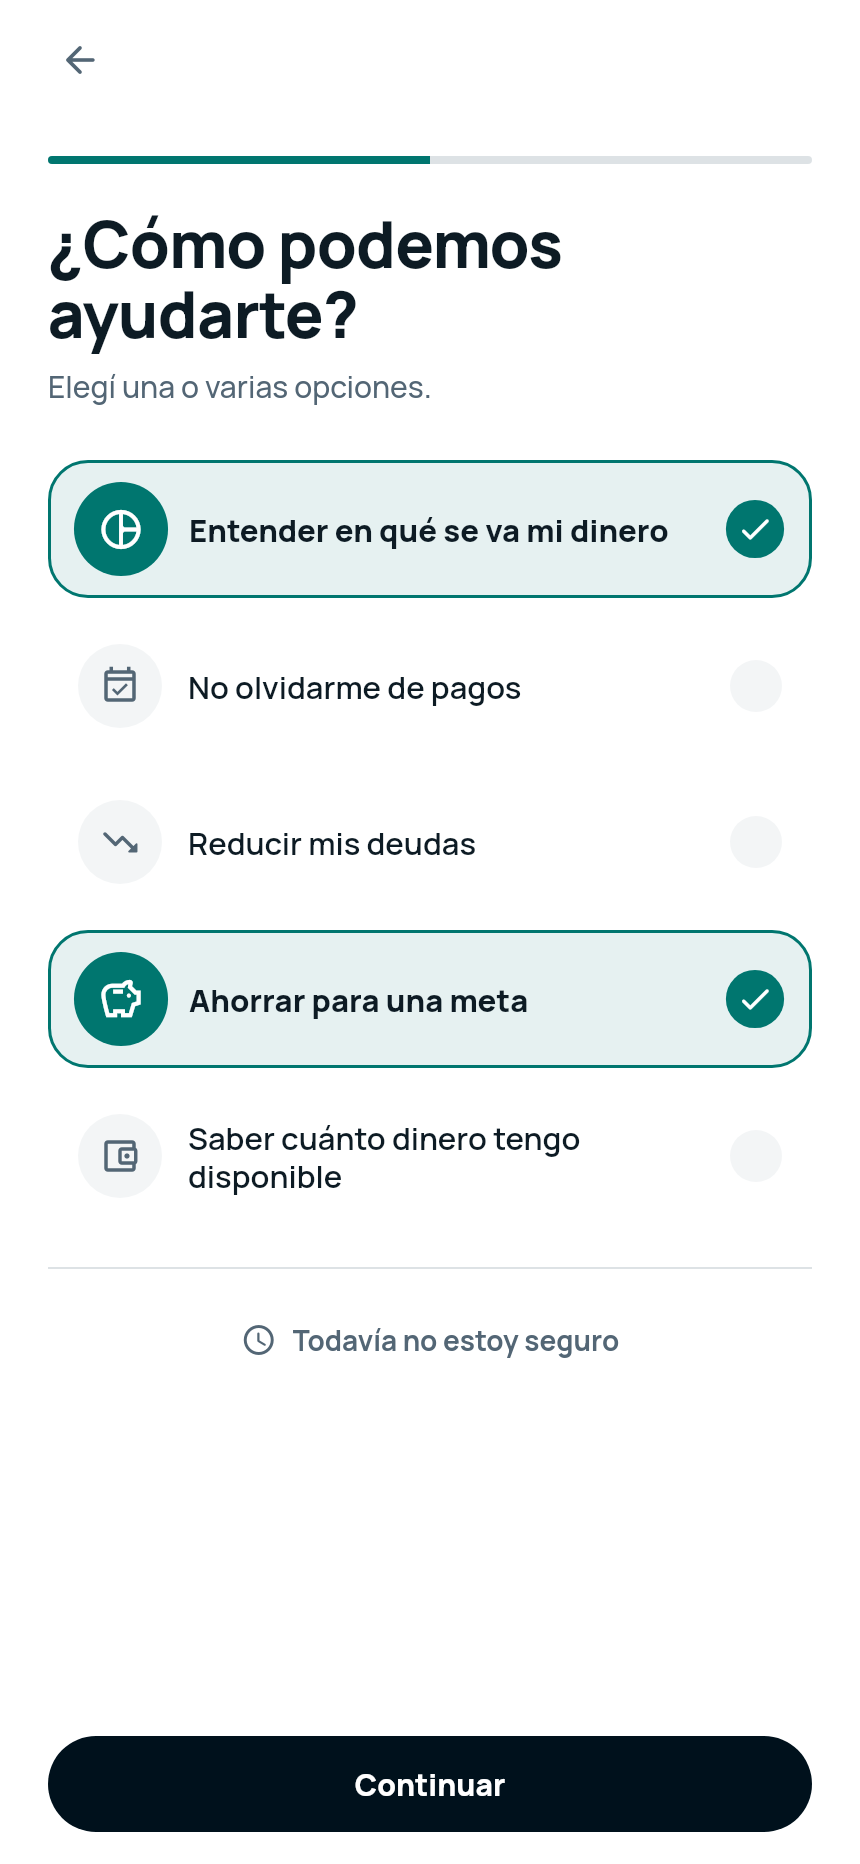 ¿Cómo podemos
ayudarte?
Elegí una o varias opciones.
Entender en qué se va mi dinero
No olvidarme de pagos
Reducir mis deudas
Ahorrar para una meta
Saber cuánto dinero tengo
disponible
Todavía no estoy seguro
Continuar